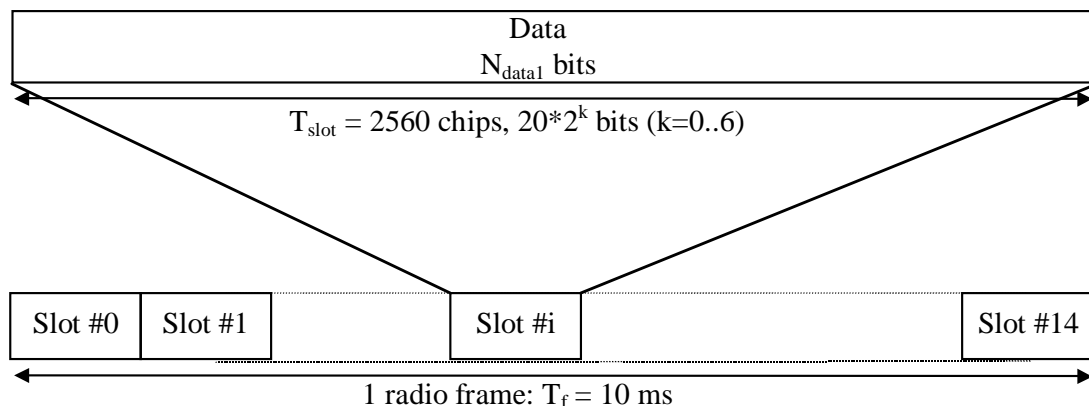 Data
N_data1 bits
T_slot = 2560 chips, 20*2^k bits (k=0..6)
Slot #0 Slot #1 Slot #i Slot #14
1 radio frame: T_f = 10 ms